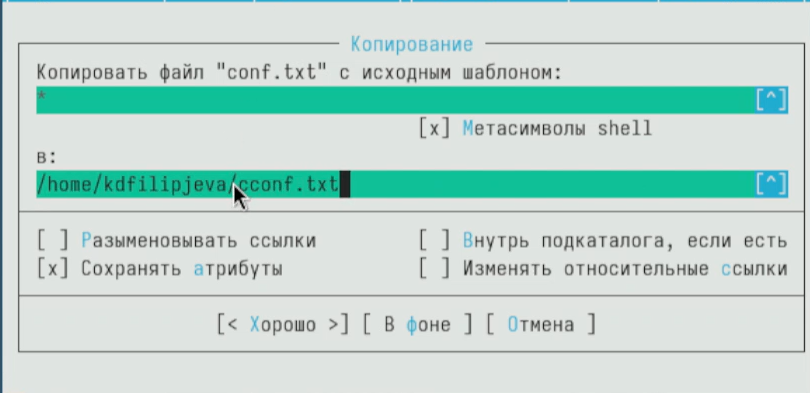 Копирование
Копировать файл "conf.txt" с исходным шаблоном:
* [^]
[x] Метасимволы shell
в:
/home/kdfilipjeva/cconf.txt [^]
[ ] Разыменовывать ссылки [ ] Внутрь подкаталога, если есть
[x] Сохранять атрибуты [ ] Изменять относительные ссылки
[< Хорошо >] [ В фоне ] [ Отмена ]